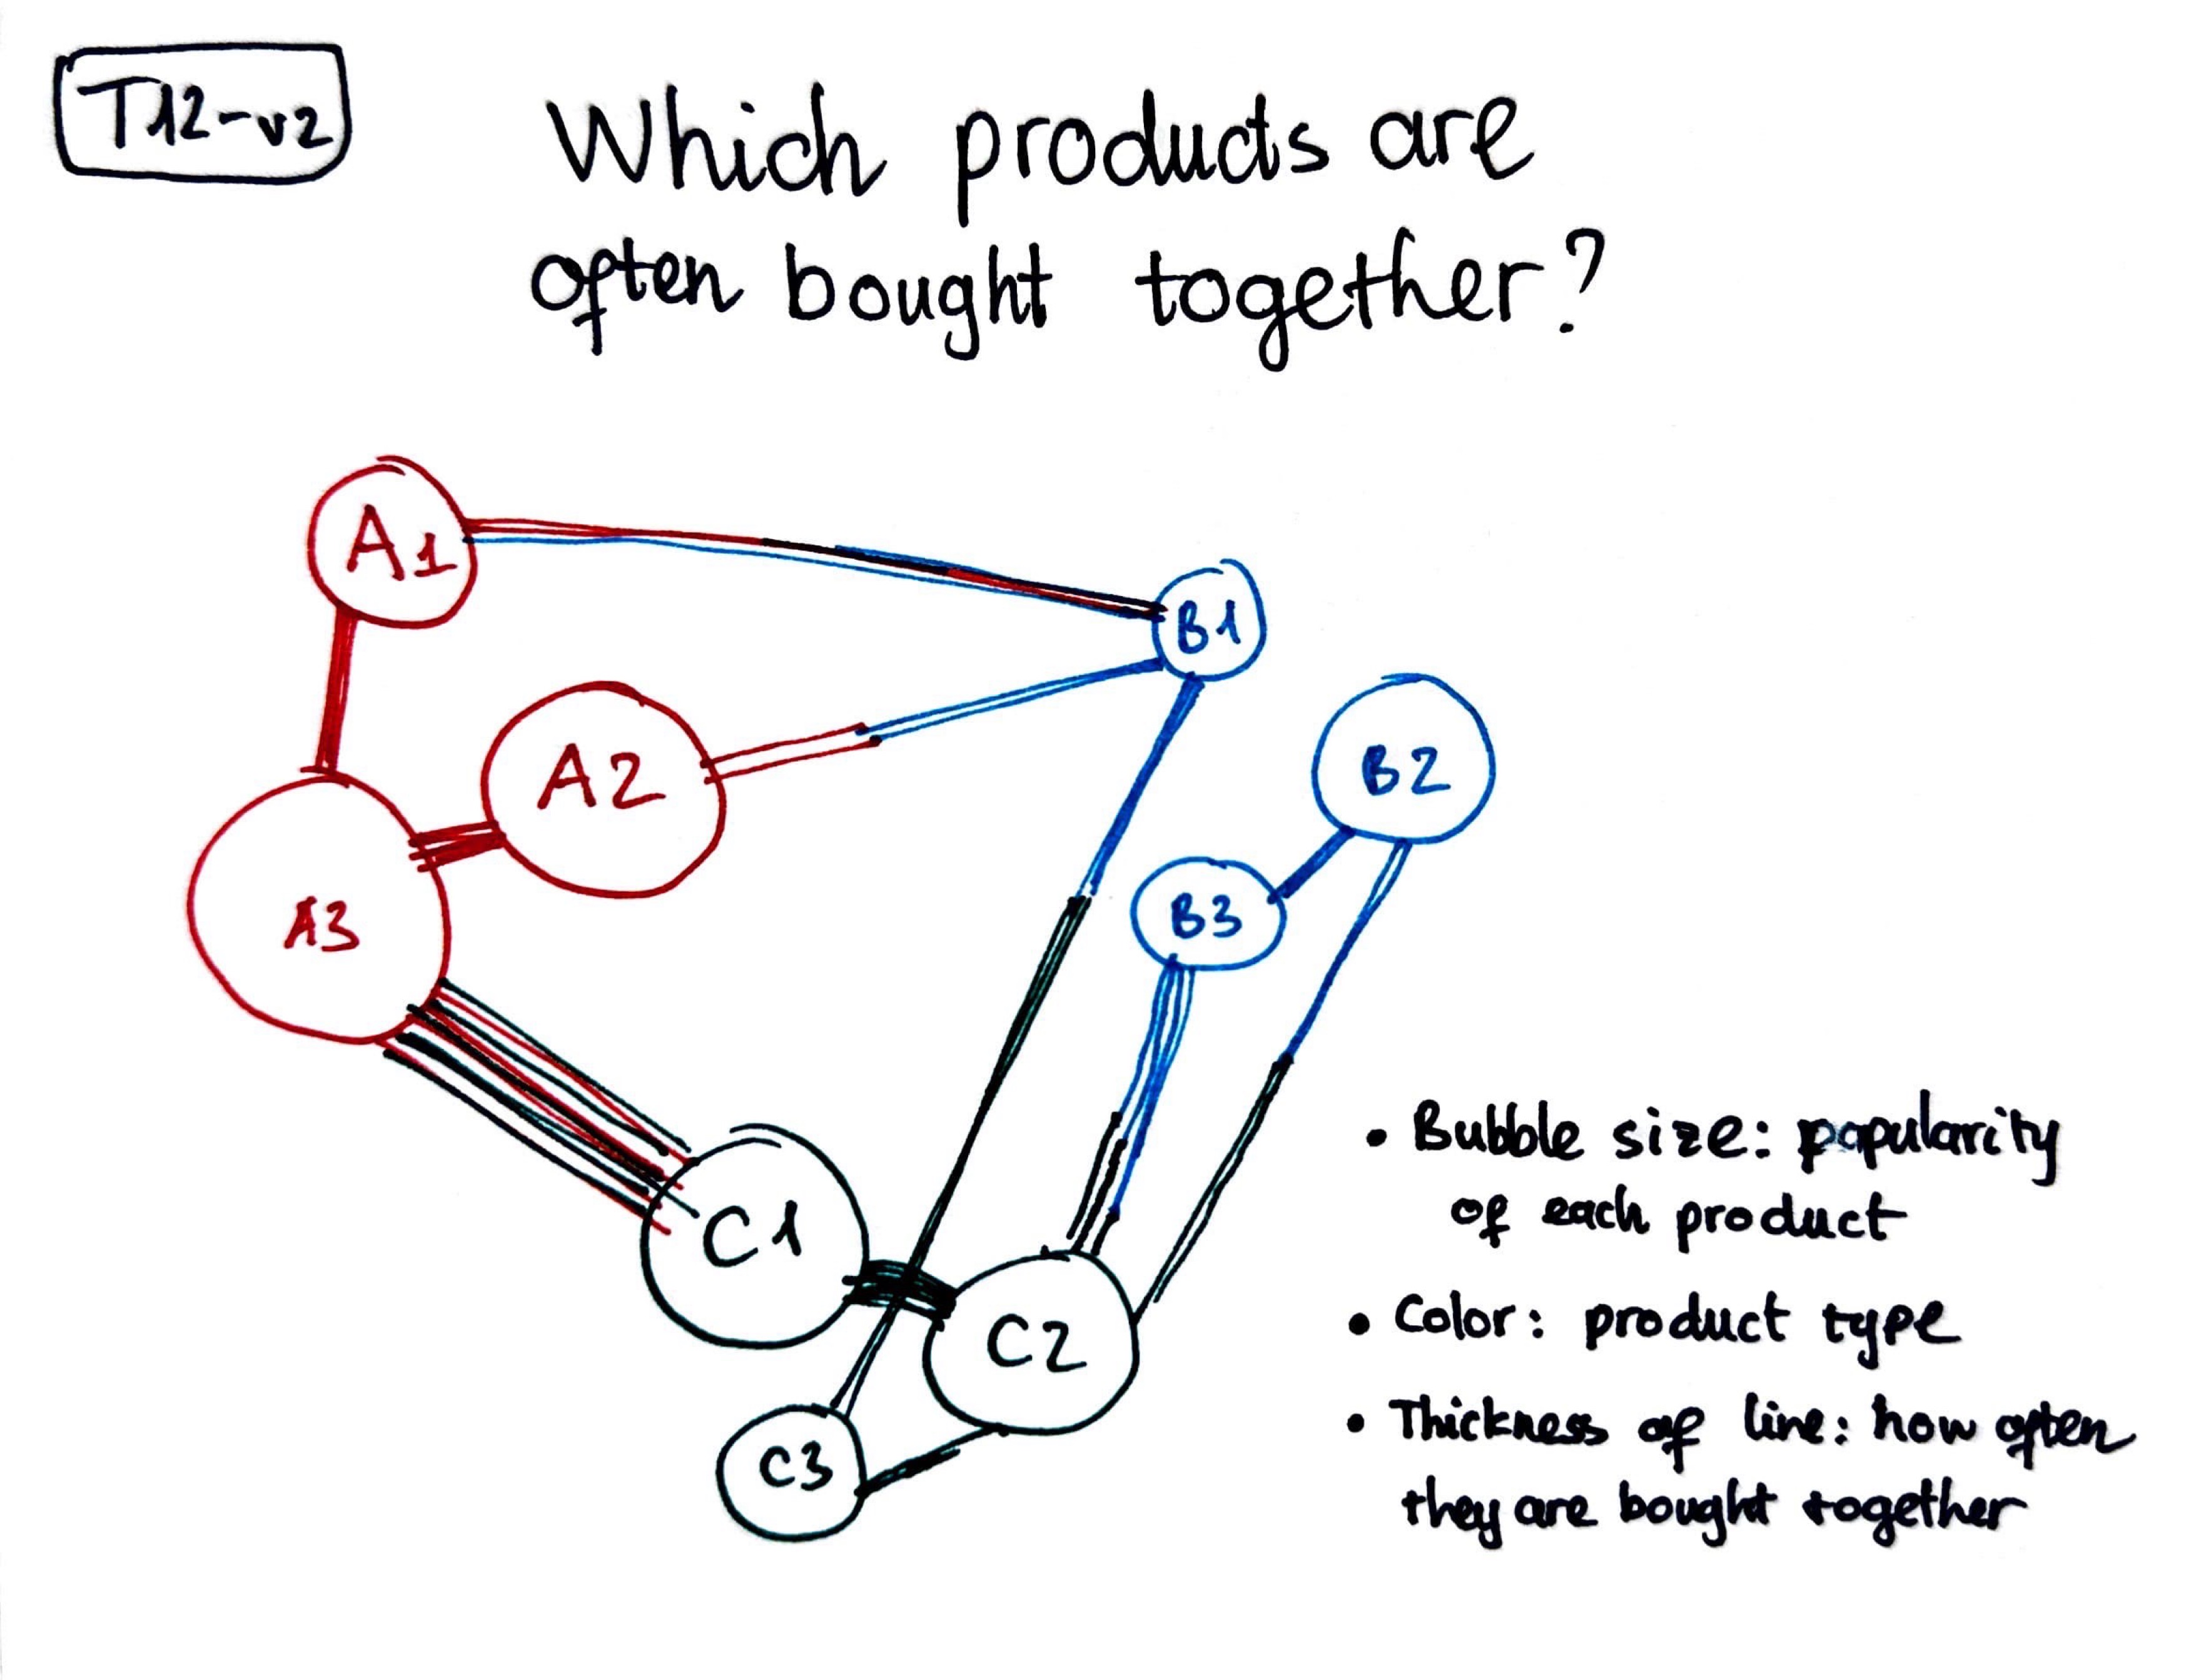 T12-v2
Which products are
often bought together?
A1
B1
A2
B2
A3
B3
C1
C2
C3
• Bubble size: popularity
of each product
• Color: product type
• Thickness of line: how often
they are bought together